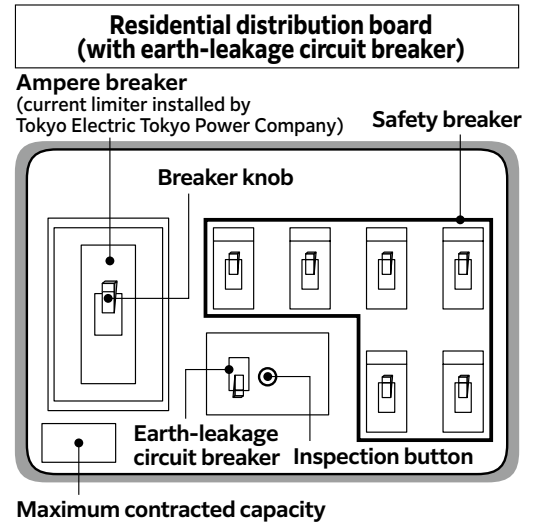 Residential distribution board
(with earth-leakage circuit breaker)
Ampere breaker
(current limiter installed by
Tokyo Electric Tokyo Power Company)
Safety breaker
Breaker knob
Earth-leakage
circuit breaker
Inspection button
Maximum contracted capacity